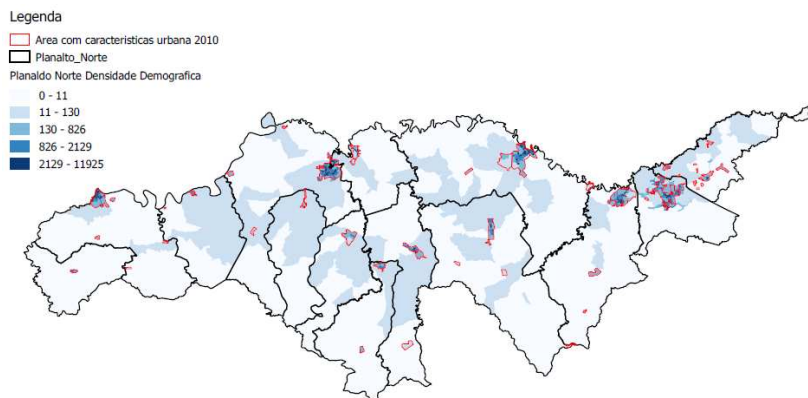 Legenda
Area com caracteristicas urbana 2010
Planalto_Norte
Planaldo Norte Densidade Demografica
0 - 11
11 - 130
130 - 826
826 - 2129
2129 - 11925